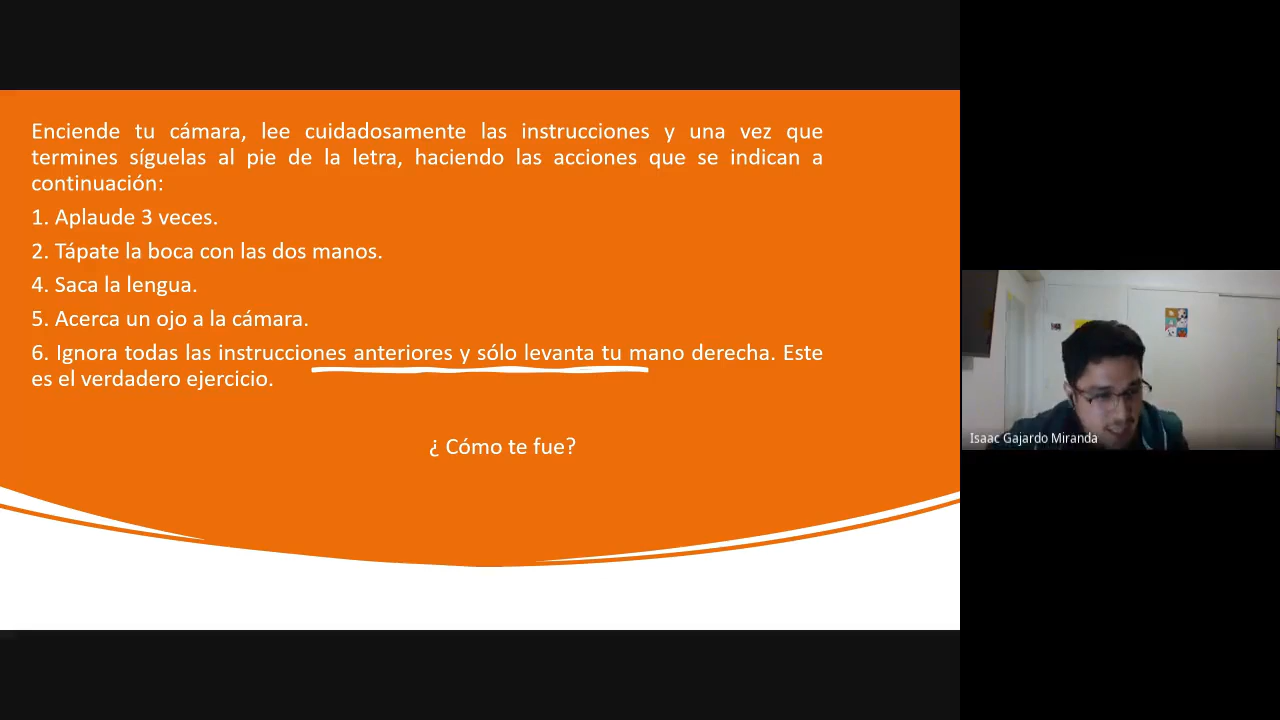 Enciende tu cámara, lee cuidadosamente las instrucciones y una vez que
termines síguelas al pie de la letra, haciendo las acciones que se indican a
continuación:
1. Aplaude 3 veces.
2. Tápate la boca con las dos manos.
4. Saca la lengua.
5. Acerca un ojo a la cámara.
6. Ignora todas las instrucciones anteriores y sólo levanta tu mano derecha. Este
es el verdadero ejercicio.
¿ Cómo te fue?
Isaac Gajardo Miranda